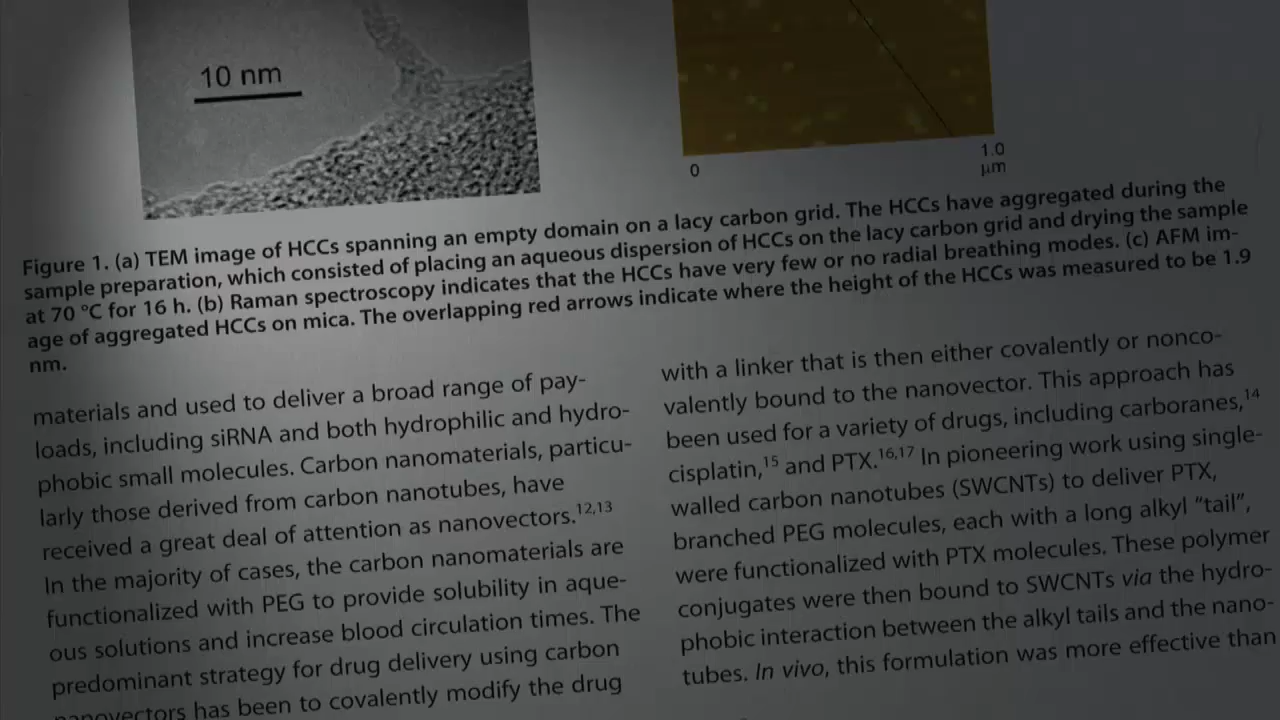 10 nm
0
1.0
μm
Figure 1. (a) TEM image of HCCs spanning an empty domain on a lacy carbon grid. The HCCs have aggregated during the
sample preparation, which consisted of placing an aqueous dispersion of HCCs on the lacy carbon grid and drying the sample
at 70 °C for 16 h. (b) Raman spectroscopy indicates that the HCCs have very few or no radial breathing modes. (c) AFM im-
age of aggregated HCCs on mica. The overlapping red arrows indicate where the height of the HCCs was measured to be 1.9
nm.
materials and used to deliver a broad range of pay-
loads, including siRNA and both hydrophilic and hydro-
phobic small molecules. Carbon nanomaterials, particu-
larly those derived from carbon nanotubes, have
received a great deal of attention as nanovectors.12,13
In the majority of cases, the carbon nanomaterials are
functionalized with PEG to provide solubility in aque-
ous solutions and increase blood circulation times. The
predominant strategy for drug delivery using carbon
nanovectors has been to covalently modify the drug
with a linker that is then either covalently or nonco-
valently bound to the nanovector. This approach has
been used for a variety of drugs, including carboranes,14
cisplatin,15 and PTX.16,17 In pioneering work using single-
walled carbon nanotubes (SWCNTs) to deliver PTX,
branched PEG molecules, each with a long alkyl “tail”,
were functionalized with PTX molecules. These polymer
conjugates were then bound to SWCNTs via the hydro-
phobic interaction between the alkyl tails and the nano-
tubes. In vivo, this formulation was more effective than